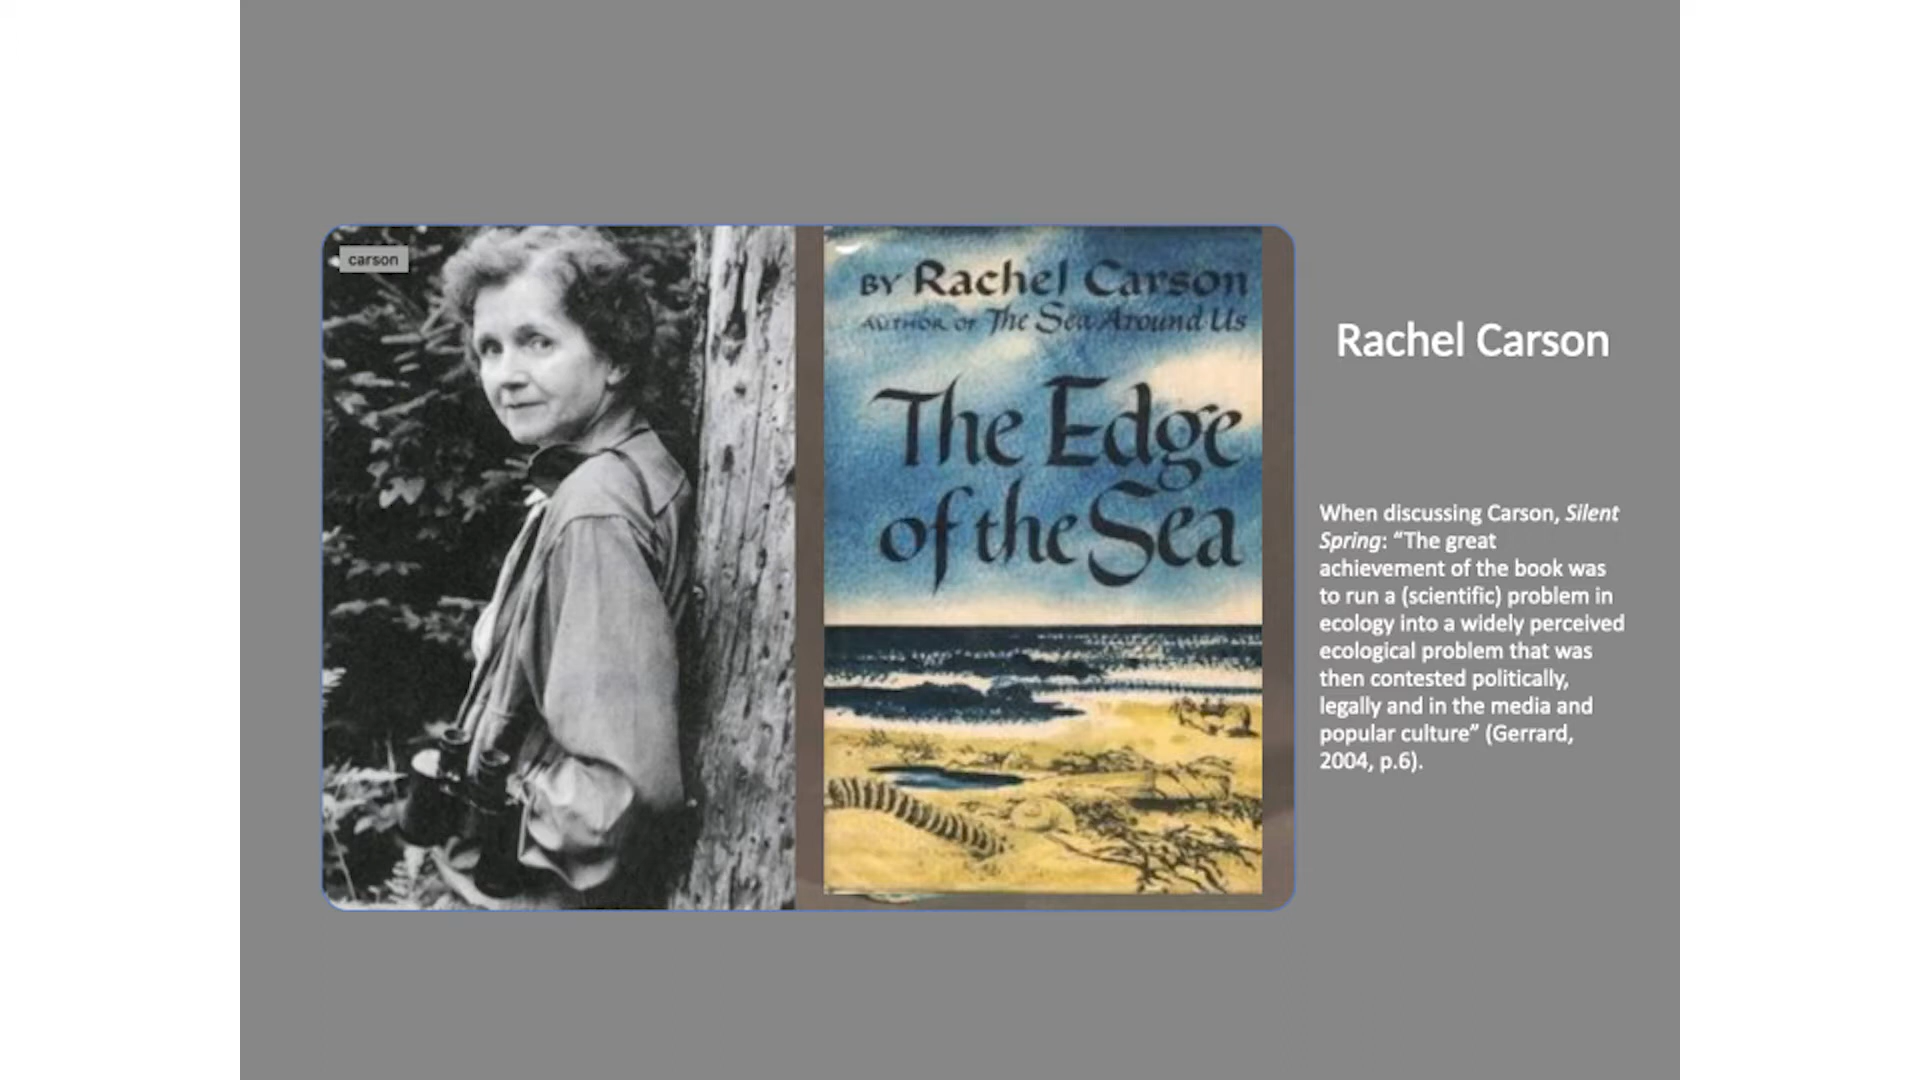 carson
BY Rachel Carson
AUTHOR OF The Sea Around Us
The Edge
of the Sea
Rachel Carson
When discussing Carson, Silent
Spring: “The great
achievement of the book was
to run a (scientific) problem in
ecology into a widely perceived
ecological problem that was
then contested politically,
legally and in the media and
popular culture” (Gerrard,
2004, p.6).